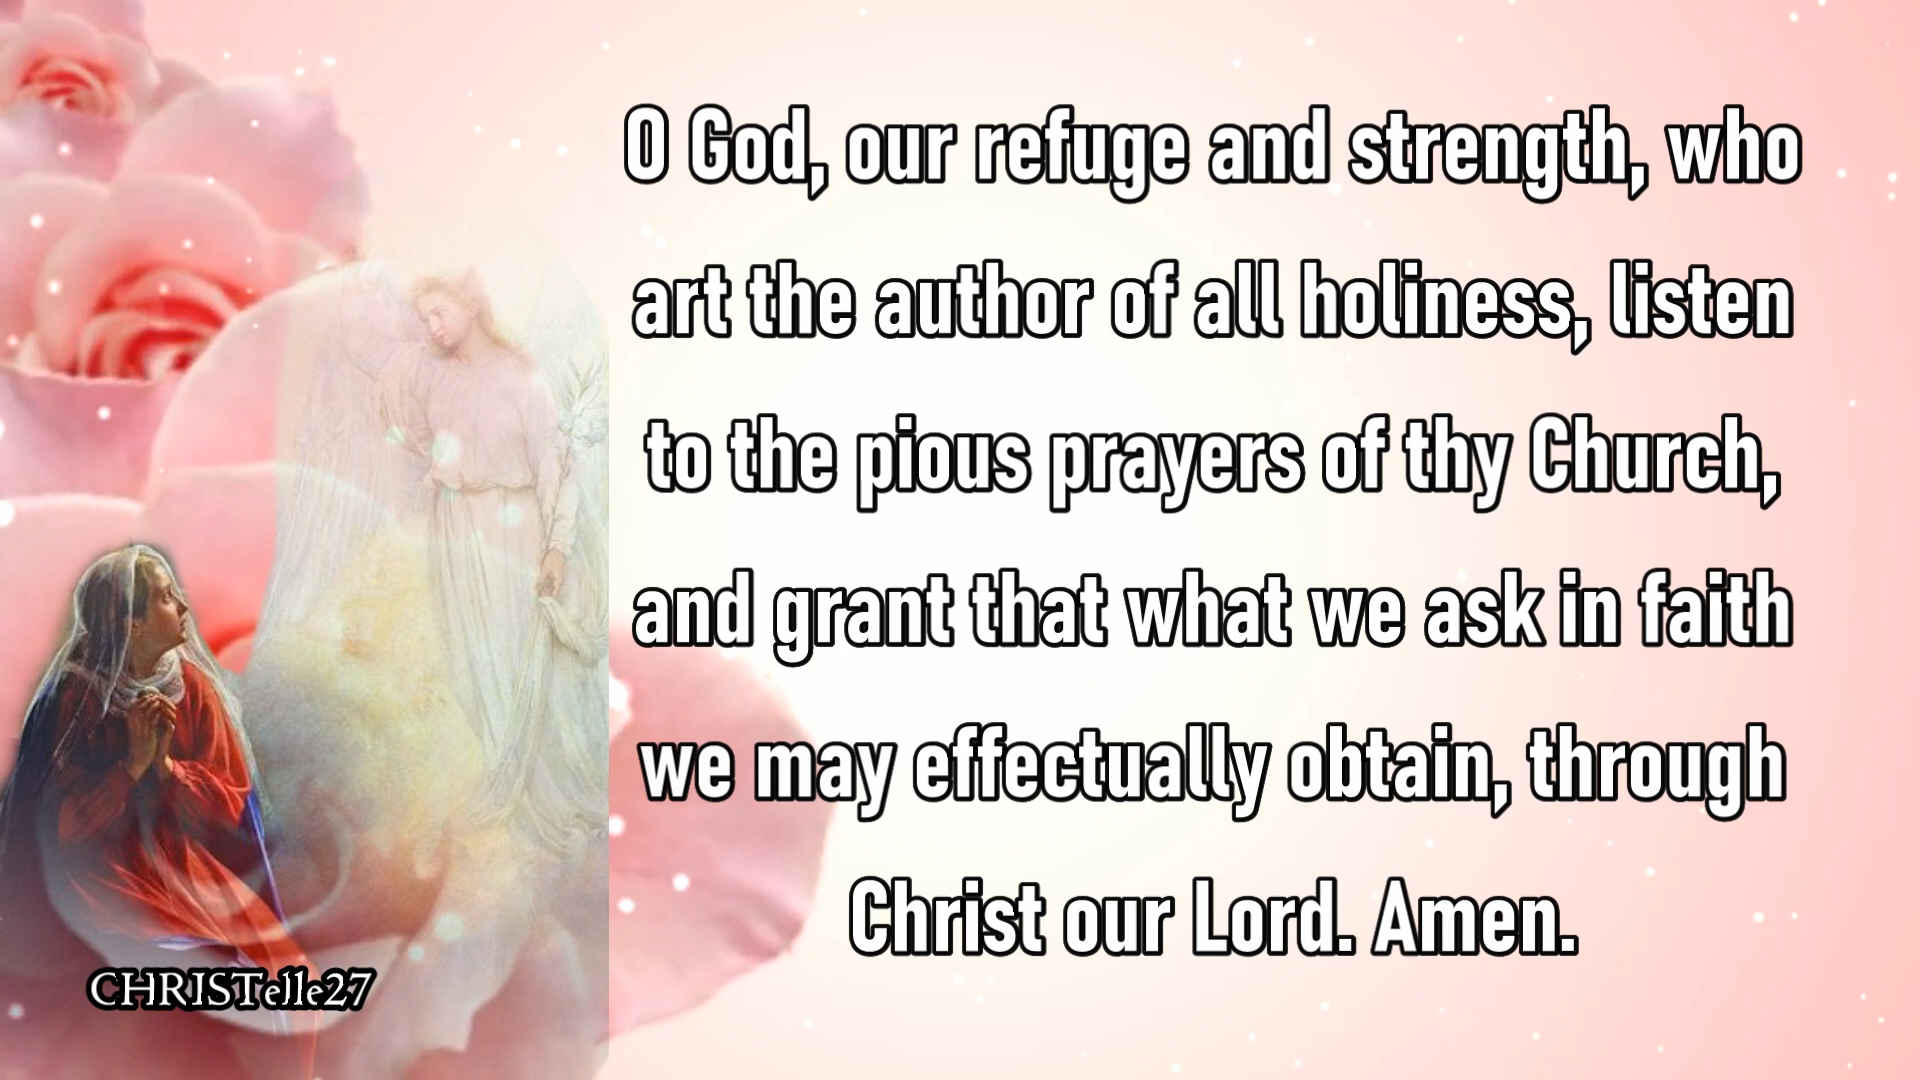 O God, our refuge and strength, who
art the author of all holiness, listen
to the pious prayers of thy Church,
and grant that what we ask in faith
we may effectually obtain, through
Christ our Lord. Amen.
CHRISTelle27